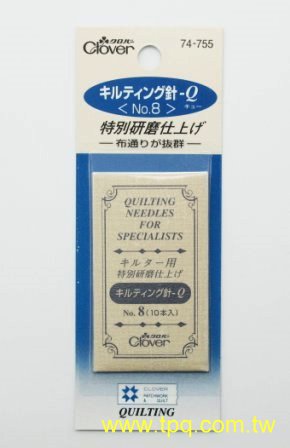 クロバー
Clover
74-755
キルティング針-Q
キュー
<No.8>
特別研磨仕上げ
─布通りが抜群─
QUILTING
NEEDLES
FOR
SPECIALISTS
キルター用
特別研磨仕上げ
キルティング針-Q
No. 8(10本入)
クロバー
Clover
CLOVER
PATCHWORK
& QUILT
QUILTING
www.tpq.com.tw